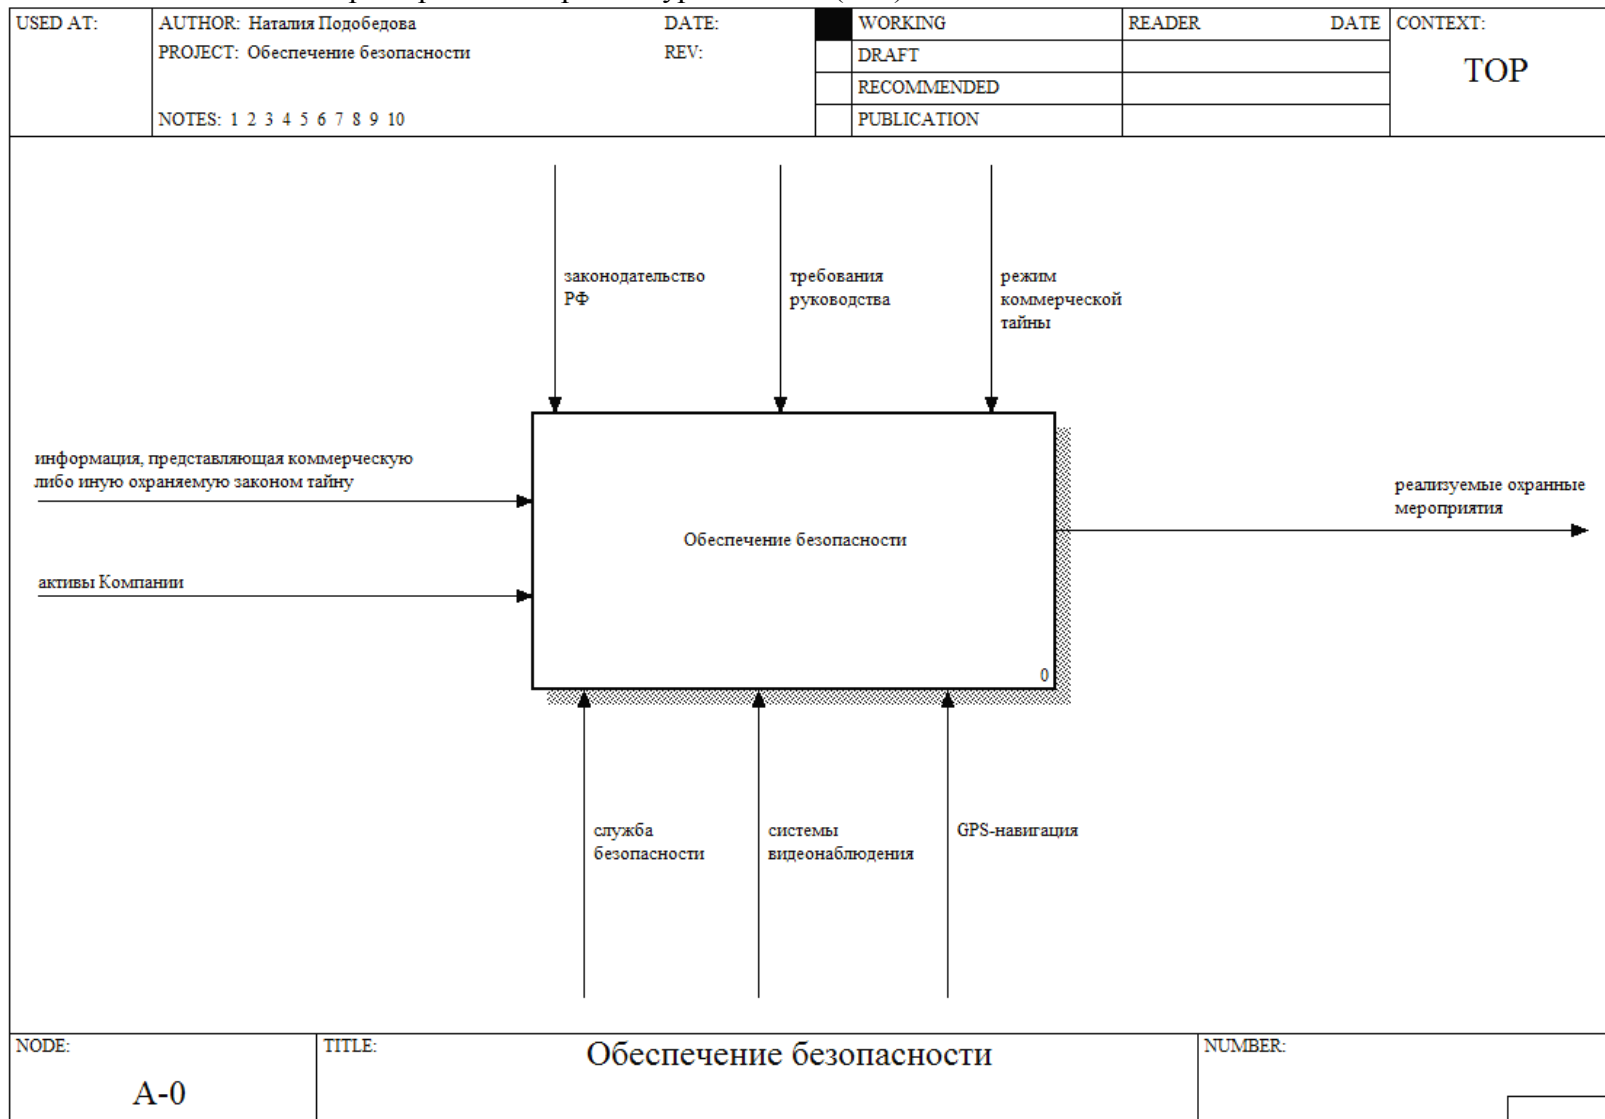 USED AT:
AUTHOR: Наталия Подобедова
DATE:
PROJECT: Обеспечение безопасности
REV:
NOTES: 1 2 3 4 5 6 7 8 9 10
WORKING
DRAFT
RECOMMENDED
PUBLICATION
READER
DATE
CONTEXT:
TOP
законодательство
РФ
требования
руководства
режим
коммерческой
тайны
информация, представляющая коммерческую
либо иную охраняемую законом тайну
активы Компании
Обеспечение безопасности
0
реализуемые охранные
мероприятия
служба
безопасности
системы
видеонаблюдения
GPS-навигация
NODE:
A-0
TITLE:
Обеспечение безопасности
NUMBER: